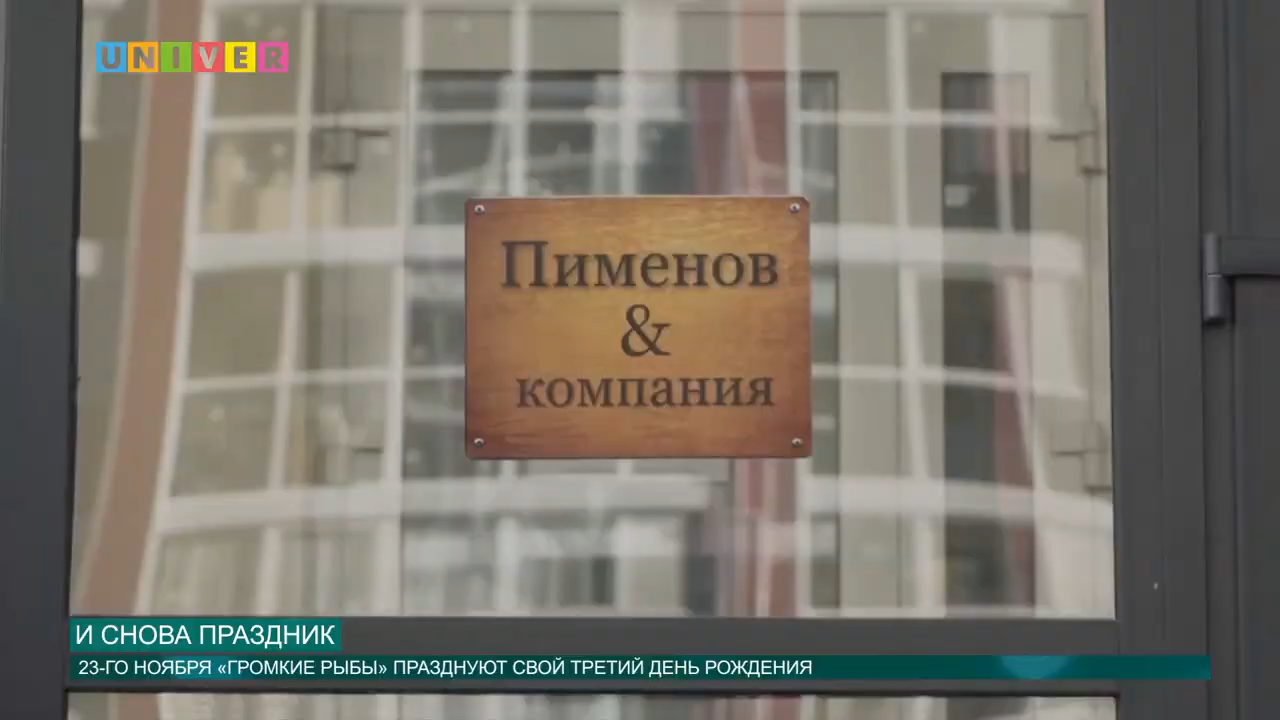 UNIVER
Пименов
&
компания
И СНОВА ПРАЗДНИК
23-ГО НОЯБРЯ «ГРОМКИЕ РЫБЫ» ПРАЗДНУЮТ СВОЙ ТРЕТИЙ ДЕНЬ РОЖДЕНИЯ